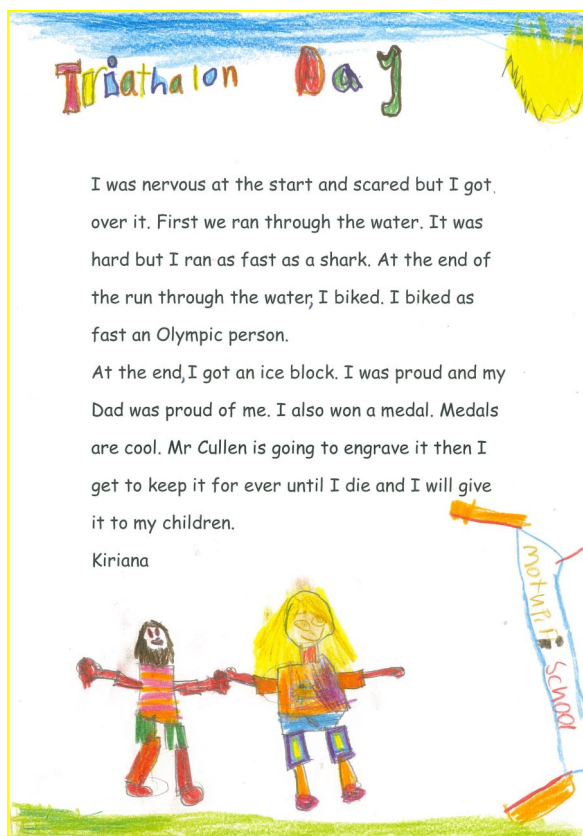 Triathalon Day
I was nervous at the start and scared but I got
over it. First we ran through the water. It was
hard but I ran as fast as a shark. At the end of
the run through the water, I biked. I biked as
fast an Olympic person.
At the end, I got an ice block. I was proud and my
Dad was proud of me. I also won a medal. Medals
are cool. Mr Cullen is going to engrave it then I
get to keep it for ever until I die and I will give
it to my children.
Kiriana
school